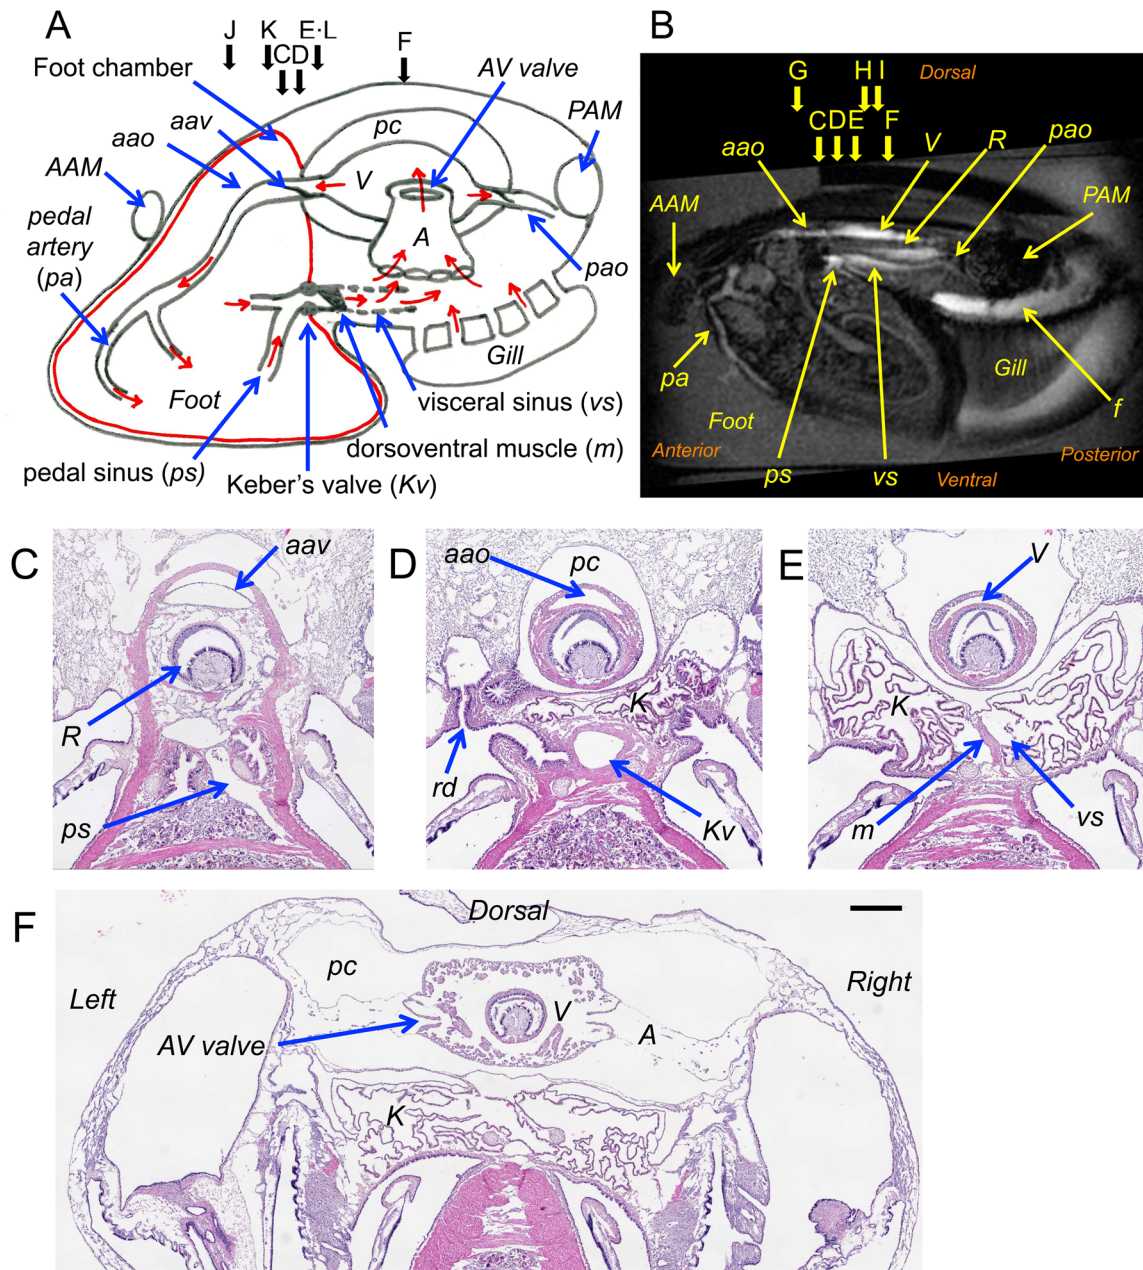 A
J
K
E·L
CD
F
Foot chamber
AV valve
aav
pc
PAM
aao
AAM
V
pedal
artery
(pa)
A
pao
Gill
Foot
visceral sinus (vs)
dorsoventral muscle (m)
pedal sinus (ps)
Keber's valve (Kv)
B
G
H I
Dorsal
CDE
F
aao
V
R
pao
AAM
PAM
pa
Gill
Foot
f
Anterior
Posterior
ps
vs
Ventral
C
aav
R
ps
D
aao
pc
K
rd
Kv
E
V
K
m
vs
F
Dorsal
pc
Left
Right
V
A
AV valve
K